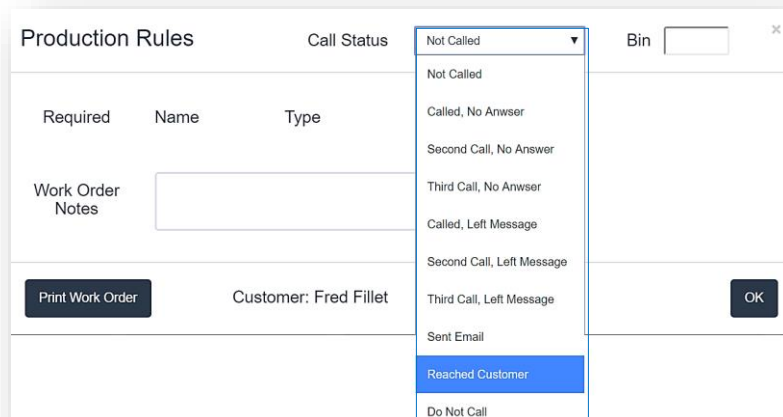 Production Rules Call Status Not Called ▼ Bin ×
Not Called
Required Name Type Called, No Anwser
Second Call, No Answer
Work Order Notes Third Call, No Anwser
Called, Left Message
Second Call, Left Message
Print Work Order Customer: Fred Fillet Third Call, Left Message OK
Sent Email
Reached Customer
Do Not Call